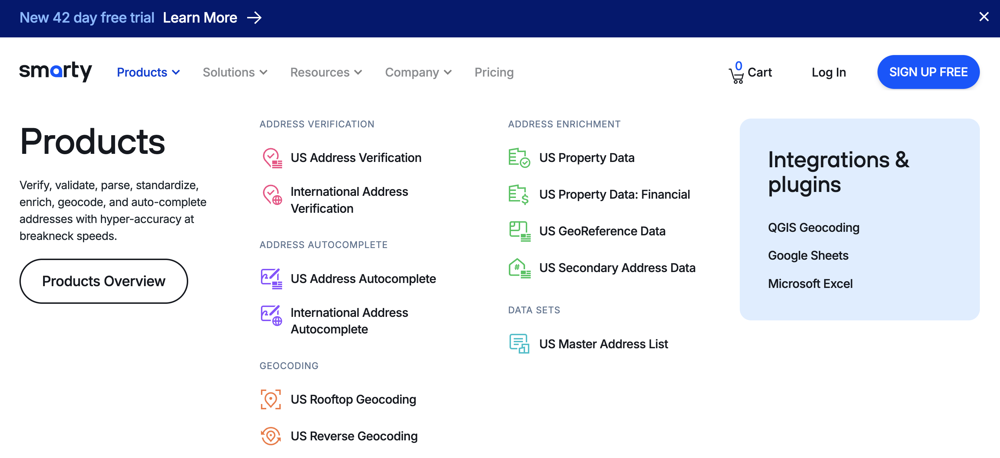 New 42 day free trial Learn More →
smarty
Products
Solutions
Resources
Company
Pricing
0
Cart
Log In
SIGN UP FREE
Products
Verify, validate, parse, standardize,
enrich, geocode, and auto-complete
addresses with hyper-accuracy at
breakneck speeds.
Products Overview
ADDRESS VERIFICATION
US Address Verification
International Address
Verification
ADDRESS AUTOCOMPLETE
US Address Autocomplete
International Address
Autocomplete
GEOCODING
US Rooftop Geocoding
US Reverse Geocoding
ADDRESS ENRICHMENT
US Property Data
US Property Data: Financial
US GeoReference Data
US Secondary Address Data
DATA SETS
US Master Address List
Integrations &
plugins
QGIS Geocoding
Google Sheets
Microsoft Excel